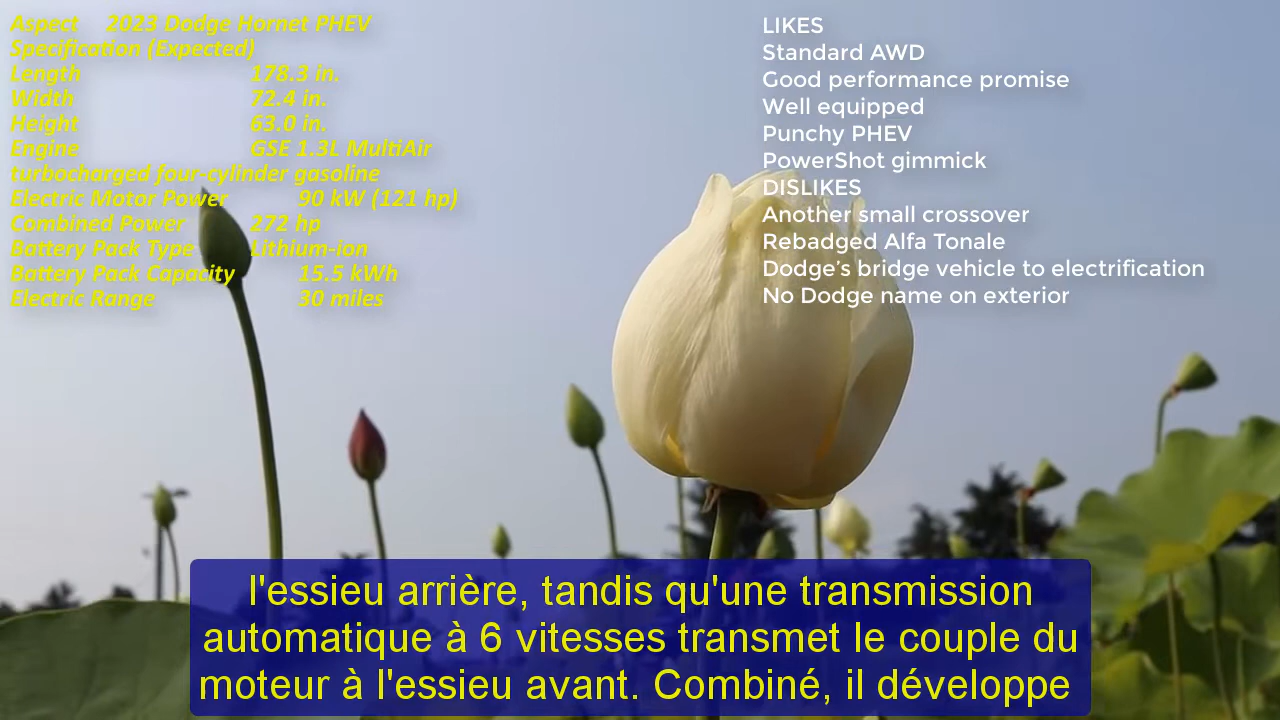 Aspect 2023 Dodge Hornet PHEV
Specification (Expected)
Length 178.3 in.
Width 72.4 in.
Height 63.0 in.
Engine GSE 1.3L MultiAir
turbocharged four-cylinder gasoline
Electric Motor Power 90 kW (121 hp)
Combined Power 272 hp
Battery Pack Type Lithium-ion
Battery Pack Capacity 15.5 kWh
Electric Range 30 miles
LIKES
Standard AWD
Good performance promise
Well equipped
Punchy PHEV
PowerShot gimmick
DISLIKES
Another small crossover
Rebadged Alfa Tonale
Dodge’s bridge vehicle to electrification
No Dodge name on exterior
l'essieu arrière, tandis qu'une transmission
automatique à 6 vitesses transmet le couple du
moteur à l'essieu avant. Combiné, il développe